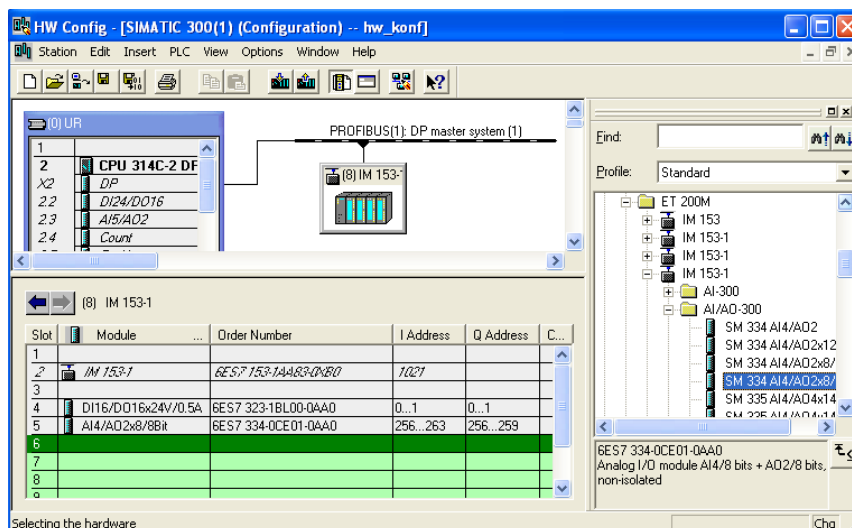 HW Config - [SIMATIC 300(1) (Configuration) -- hw_konf]
Station Edit Insert PLC View Options Window Help
(0) UR
1
2 CPU 314C-2 DP
X2 DP
2.2 DI24/DO16
2.3 AI5/AO2
2.4 Count
PROFIBUS(1): DP master system (1)
(8) IM 153-1
(8) IM 153-1
Slot Module ... Order Number I Address Q Address C...
1
2 IM 153-1 6ES7 153-1AA83-0XB0 1021
3
4 DI16/DO16x24V/0.5A 6ES7 323-1BL00-0AA0 0...1 0...1
5 AI4/AO2x8/8Bit 6ES7 334-0CE01-0AA0 256...263 256...259
6
7
8
9
Find:
Profile: Standard
ET 200M
IM 153
IM 153-1
IM 153-1
IM 153-1
AI-300
AI/AO-300
SM 334 AI4/AO2
SM 334 AI4/AO2x12
SM 334 AI4/AO2x8/
SM 334 AI4/AO2x8/
SM 335 AI4/AO4x14
SM 335 AI4/AO4x14
6ES7 334-0CE01-0AA0
Analog I/O module AI4/8 bits + AO2/8 bits,
non-isolated
Selecting the hardware
Chg